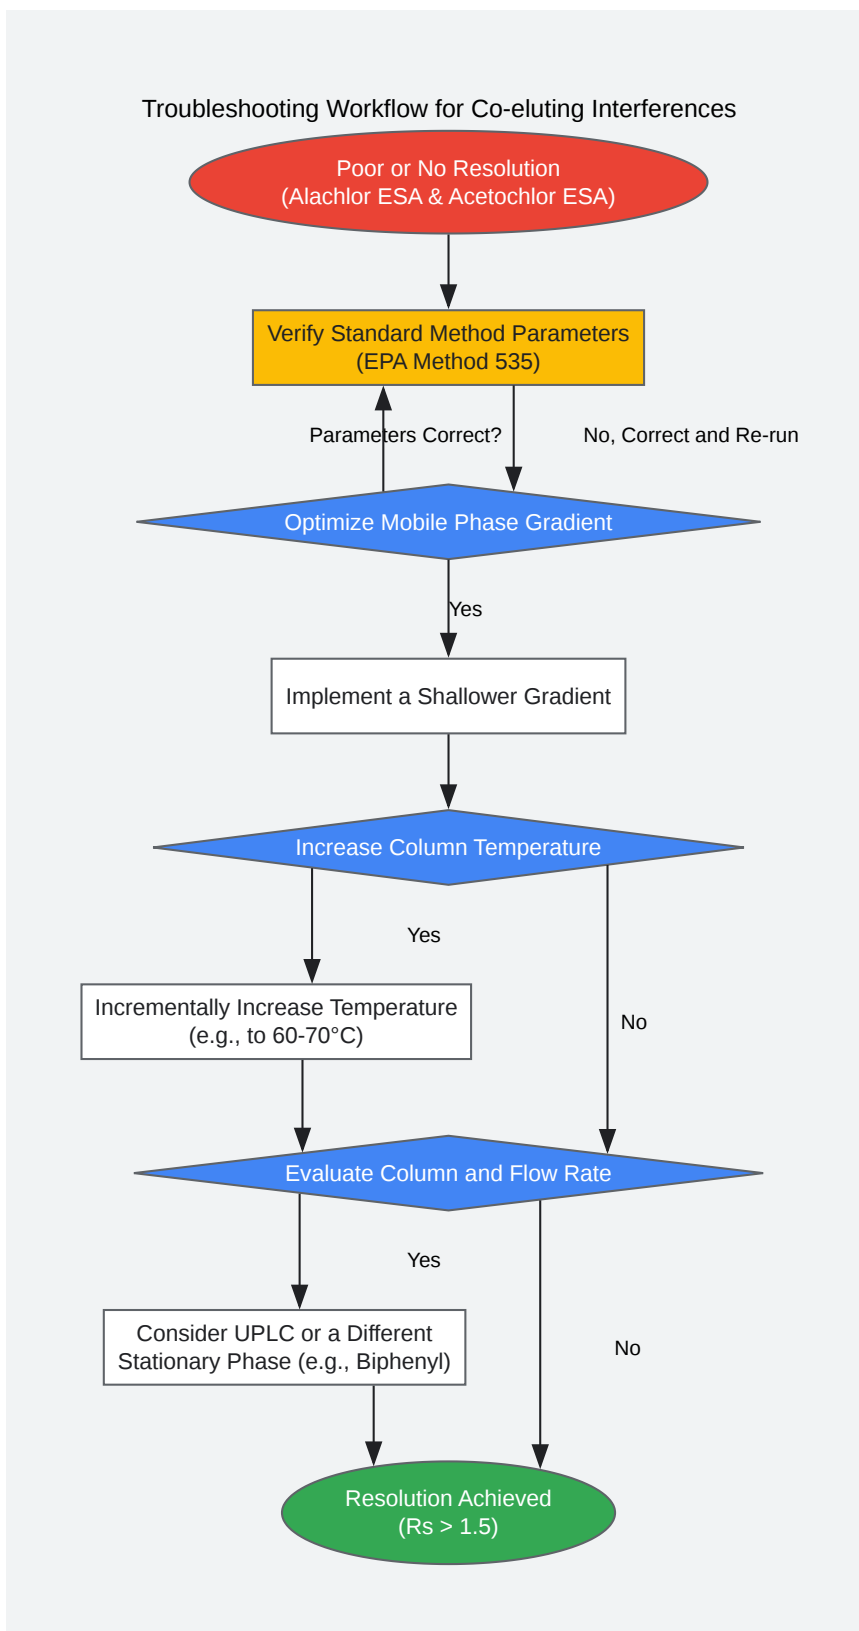 Troubleshooting Workflow for Co-eluting Interferences
Poor or No Resolution
(Alachlor ESA & Acetochlor ESA)
Verify Standard Method Parameters
(EPA Method 535)
Parameters Correct?
No, Correct and Re-run
Optimize Mobile Phase Gradient
Yes
Implement a Shallower Gradient
Increase Column Temperature
Yes
Incrementally Increase Temperature
(e.g., to 60-70°C)
No
Evaluate Column and Flow Rate
Yes
Consider UPLC or a Different
Stationary Phase (e.g., Biphenyl)
No
Resolution Achieved
(Rs > 1.5)